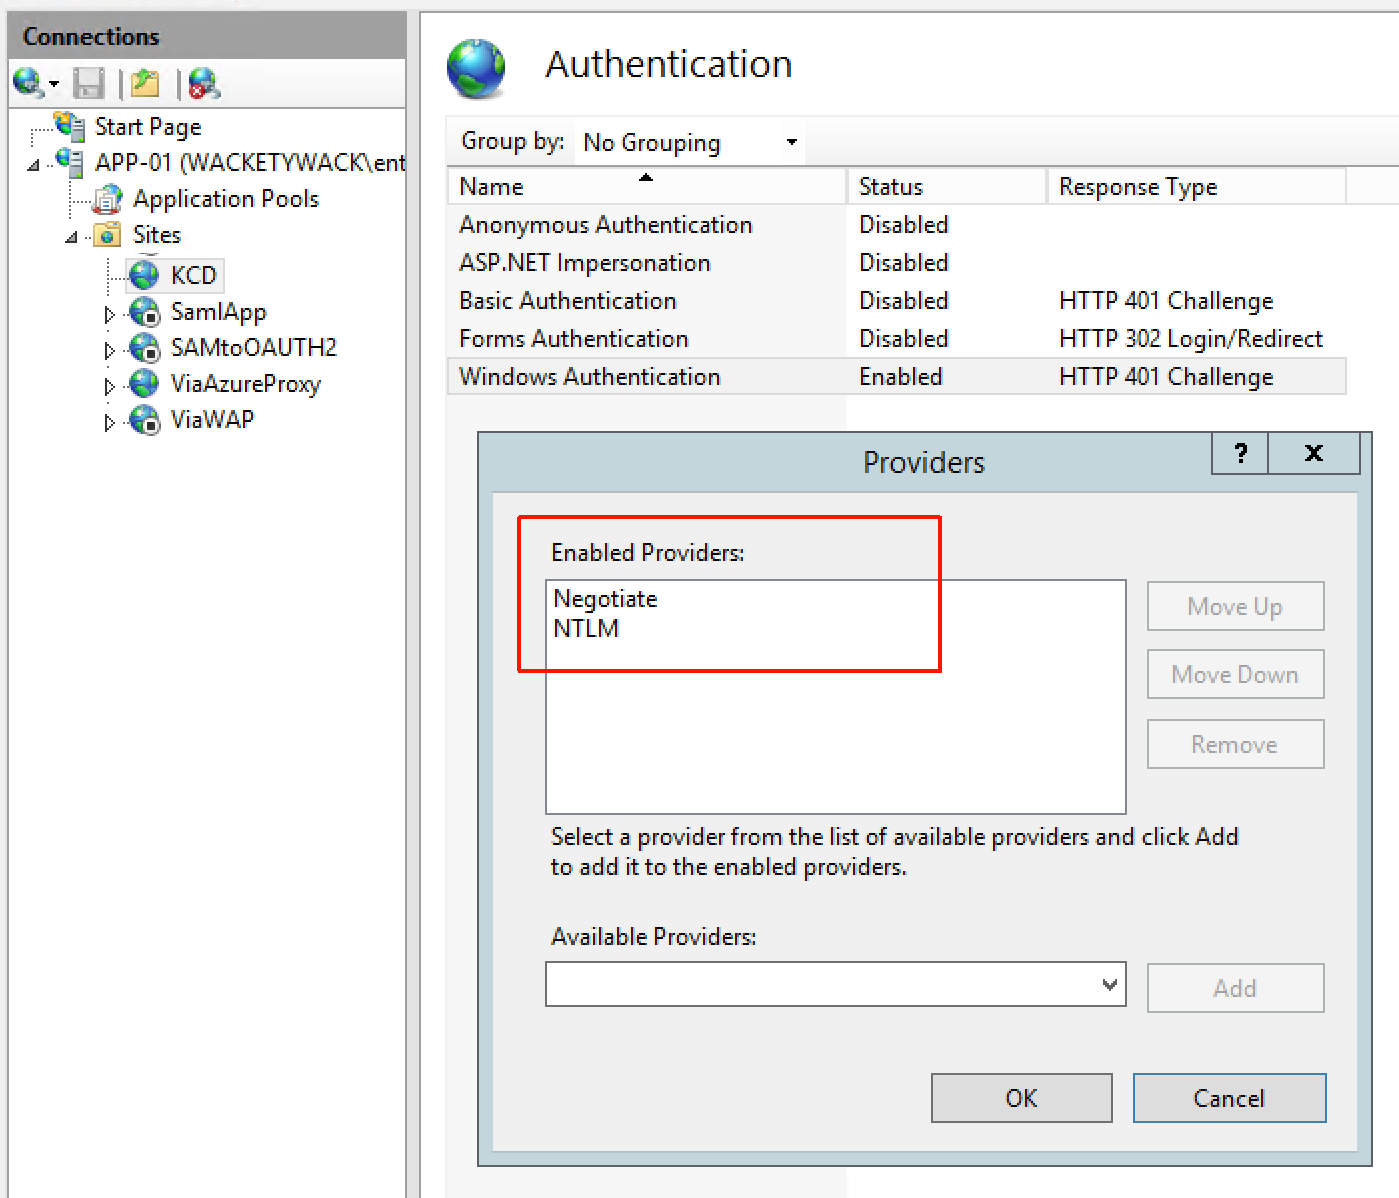 Connections
Start Page
APP-01 (WACKETYWACK\ent
Application Pools
Sites
KCD
SamlApp
SAMtoOAUTH2
ViaAzureProxy
ViaWAP
Authentication
Group by: No Grouping
Name Status Response Type
Anonymous Authentication Disabled
ASP.NET Impersonation Disabled
Basic Authentication Disabled HTTP 401 Challenge
Forms Authentication Disabled HTTP 302 Login/Redirect
Windows Authentication Enabled HTTP 401 Challenge
Providers ? x
Enabled Providers:
Negotiate
NTLM
Move Up
Move Down
Remove
Select a provider from the list of available providers and click Add
to add it to the enabled providers.
Available Providers:
Add
OK Cancel